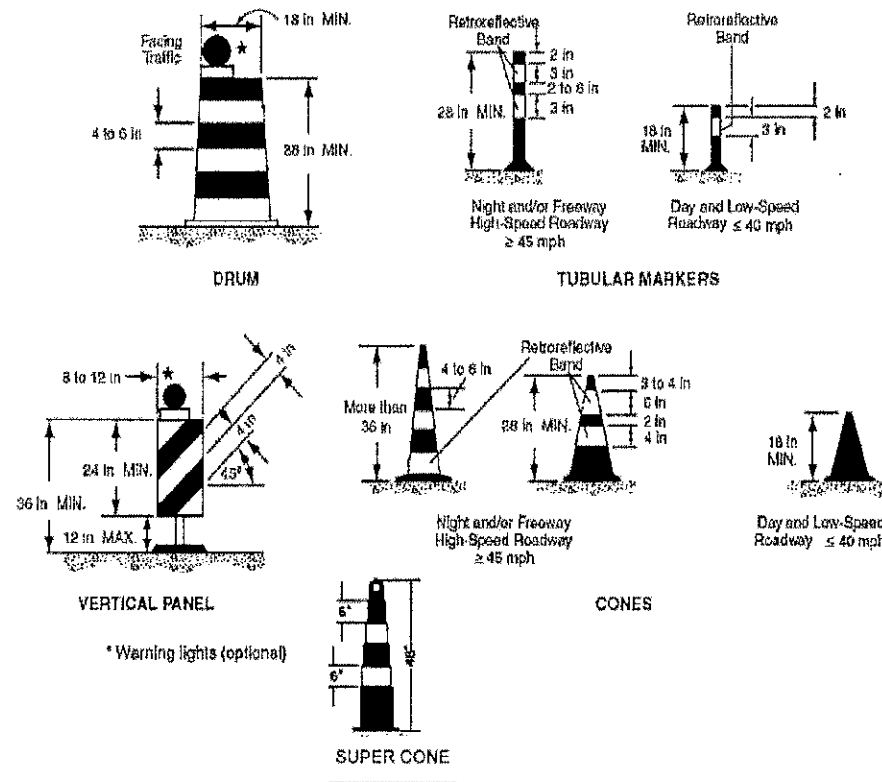 18 in MIN.
Facing
Traffic
*
4 to 6 in
36 in MIN.
DRUM
Retroreflective
Band
2 in
3 in
2 to 6 in
3 in
28 in MIN.
Night and/or Freeway
High-Speed Roadway
≥ 45 mph
Retroreflective
Band
18 in
MIN.
2 in
3 in
Day and Low-Speed
Roadway ≤ 40 mph
TUBULAR MARKERS
8 to 12 in
*
4 in
4 in
45°
24 in MIN.
36 in MIN.
12 in MAX.
VERTICAL PANEL
* Warning lights (optional)
More than
36 in
4 to 6 in
Retroreflective
Band
28 in MIN.
3 to 4 in
6 in
2 in
4 in
Night and/or Freeway
High-Speed Roadway
≥ 45 mph
18 in
MIN.
Day and Low-Speed
Roadway ≤ 40 mph
CONES
6"
6"
SUPER CONE